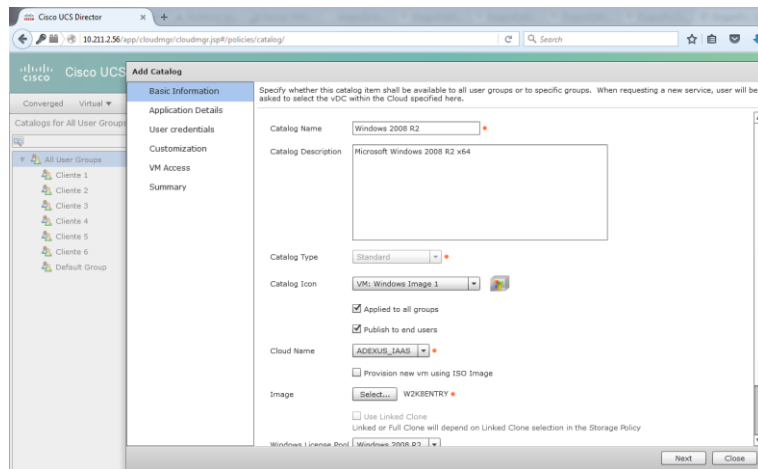 Cisco UCS Director
10.211.2.56/app/cloudmgr/cloudmgr.jsp#/policies/catalog/
Search
cisco
Cisco UCS
Converged
Virtual
Catalogs for All User Groups
All User Groups
Cliente 1
Cliente 2
Cliente 3
Cliente 4
Cliente 5
Cliente 6
Default Group
Add Catalog
Basic Information
Application Details
User credentials
Customization
VM Access
Summary
Specify whether this catalog item shall be available to all user groups or to specific groups. When requesting a new service, user will be
asked to select the vDC within the Cloud specified here.
Catalog Name
Windows 2008 R2
Catalog Description
Microsoft Windows 2008 R2 x64
Catalog Type
Standard
Catalog Icon
VM: Windows Image 1
Applied to all groups
Publish to end users
Cloud Name
ADEXUS_IAAS
Provision new vm using ISO Image
Image
Select...
W2K8ENTRY
Use Linked Clone
Linked or Full Clone will depend on Linked Clone selection in the Storage Policy
Windows License Pool
Windows 2008 R2
Next
Close